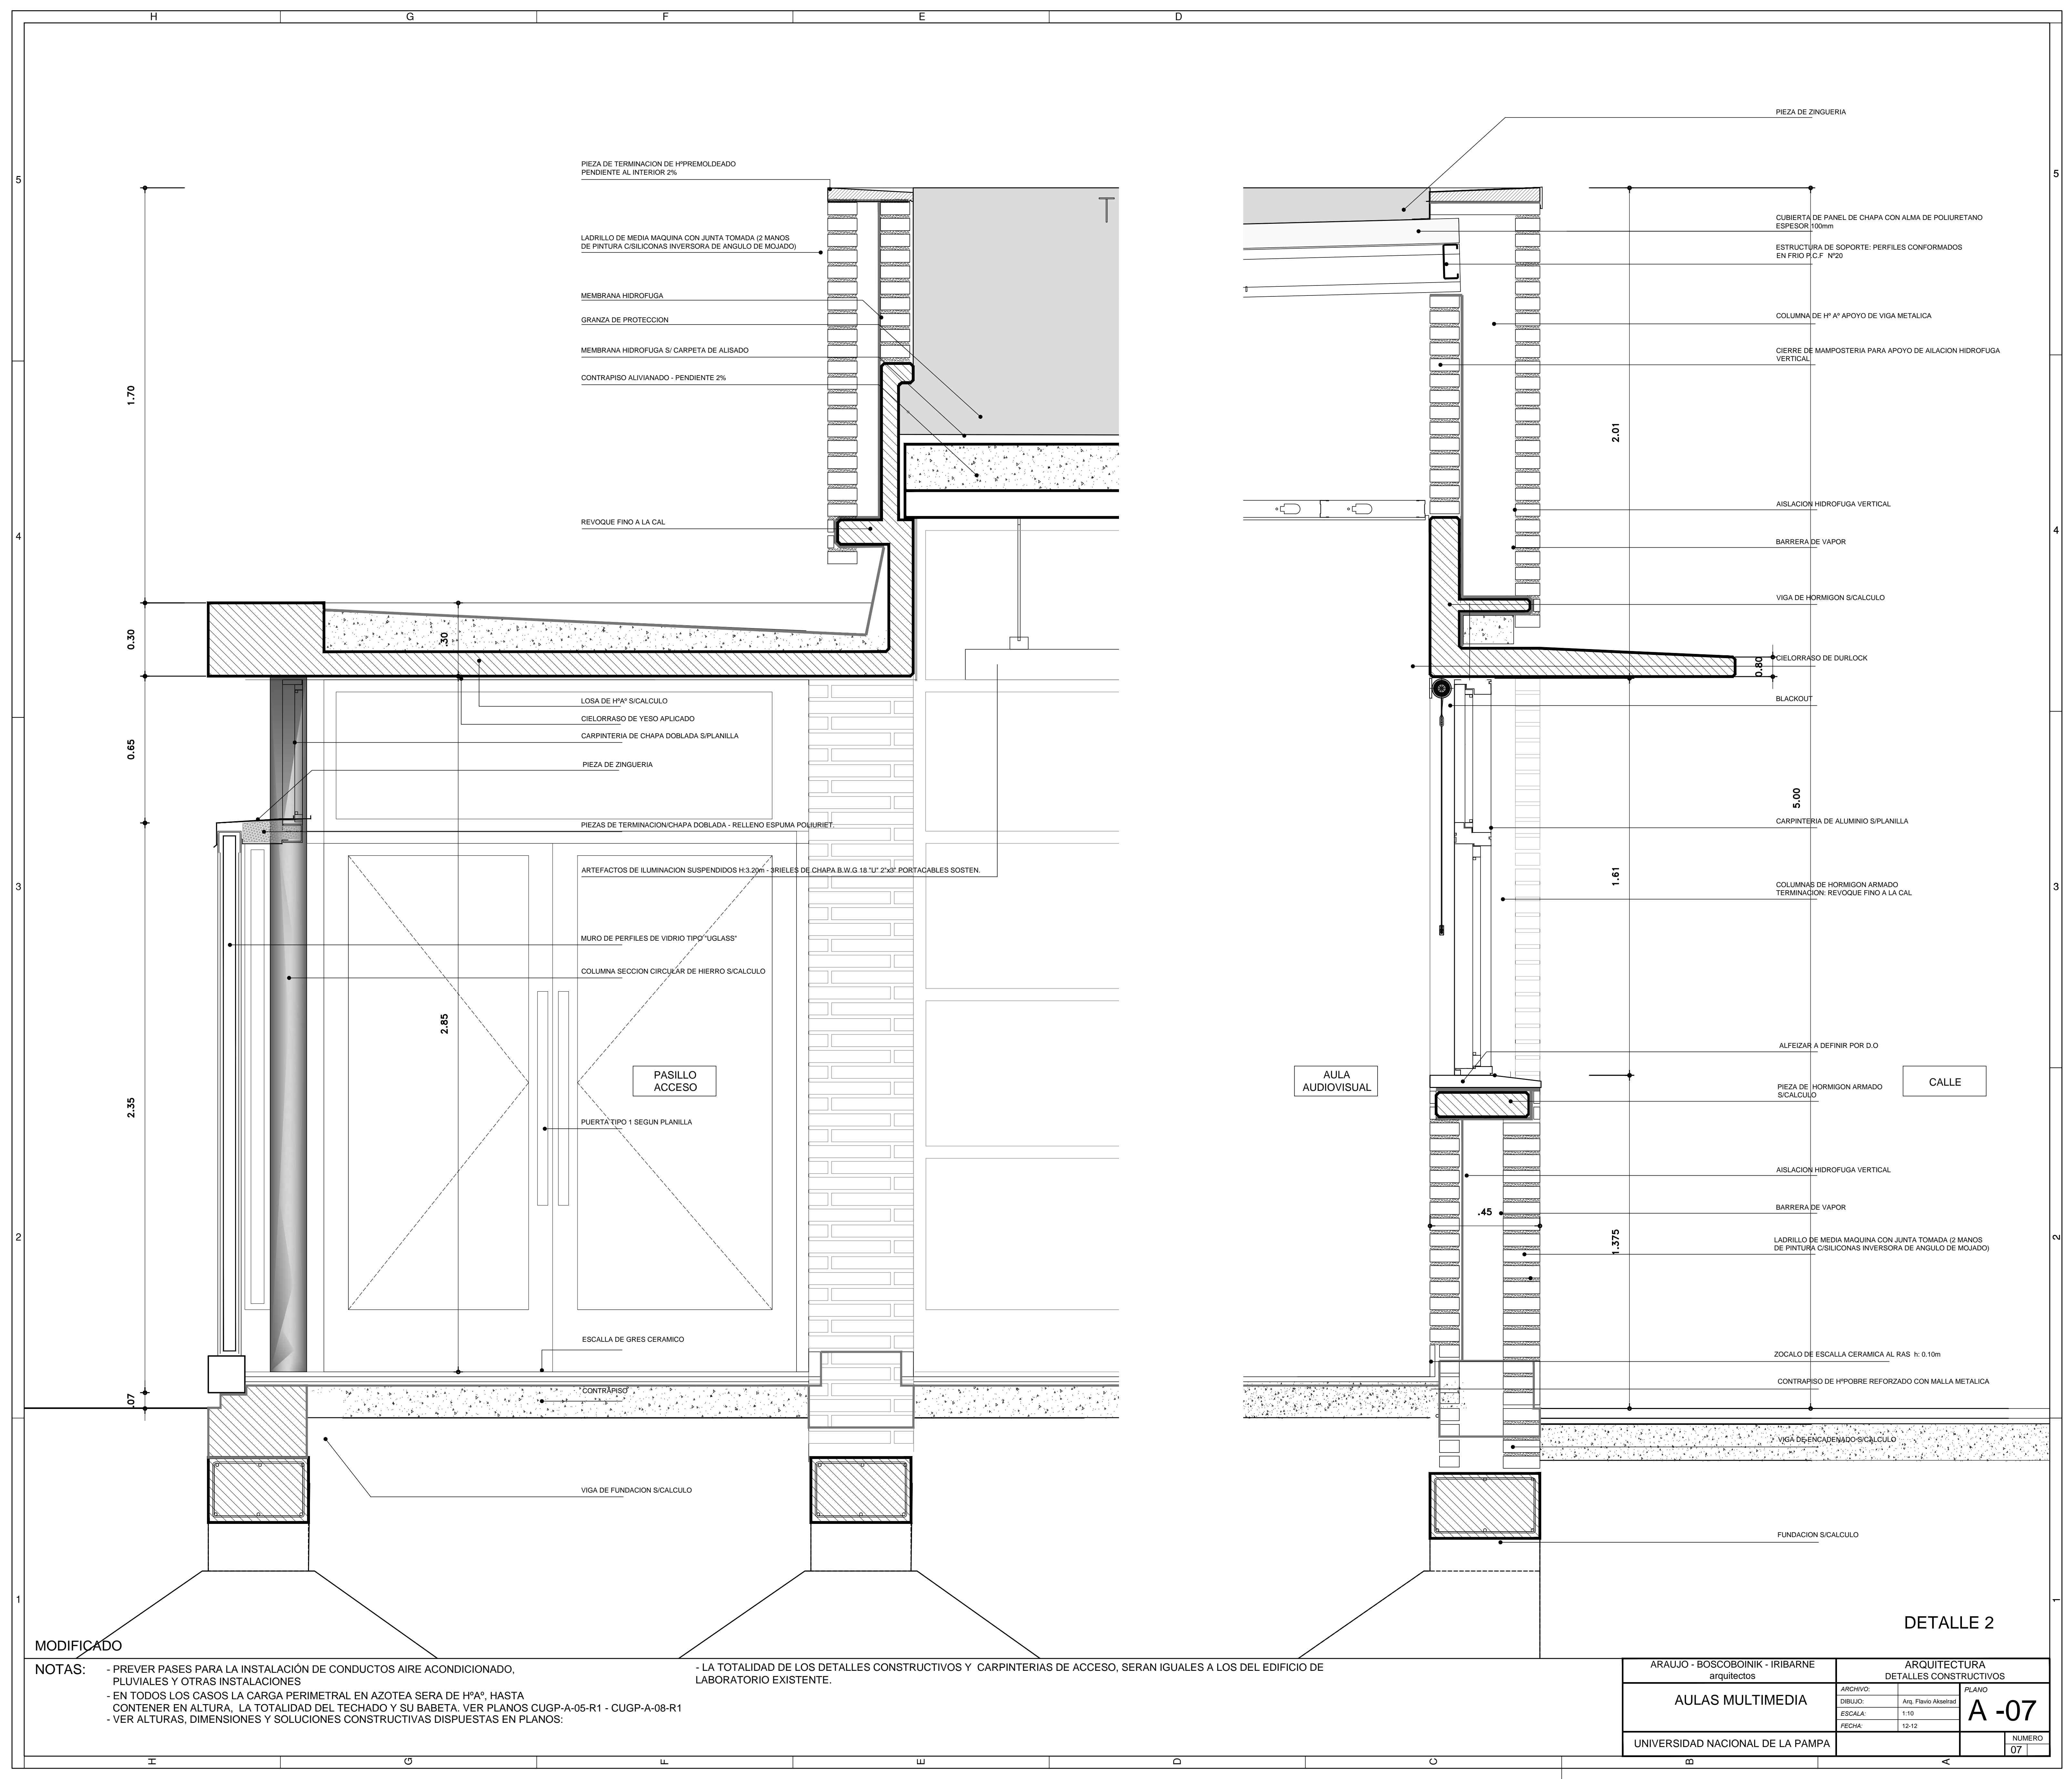 H G F E D
5
PIEZA DE TERMINACION DE HºPREMOLDEADO
PENDIENTE AL INTERIOR 2%
LADRILLO DE MEDIA MAQUINA CON JUNTA TOMADA (2 MANOS
DE PINTURA C/SILICONAS INVERSORA DE ANGULO DE MOJADO)
MEMBRANA HIDROFUGA
GRANZA DE PROTECCION
MEMBRANA HIDROFUGA S/ CARPETA DE ALISADO
CONTRAPISO ALIVIANADO - PENDIENTE 2%
T
1.70
4
REVOQUE FINO A LA CAL
0.30
.30
LOSA DE HºAº S/CALCULO
CIELORRASO DE YESO APLICADO
CARPINTERIA DE CHAPA DOBLADA S/PLANILLA
0.65
PIEZA DE ZINGUERIA
PIEZAS DE TERMINACION/CHAPA DOBLADA - RELLENO ESPUMA POLIURIET.
3
ARTEFACTOS DE ILUMINACION SUSPENDIDOS H:3.20m - 3RIELES DE CHAPA B.W.G.18."U" 2"x3" PORTACABLES SOSTEN.
MURO DE PERFILES DE VIDRIO TIPO "UGLASS"
COLUMNA SECCION CIRCULAR DE HIERRO S/CALCULO
2.85
PASILLO
ACCESO
2.35
PUERTA TIPO 1 SEGUN PLANILLA
2
ESCALLA DE GRES CERAMICO
CONTRAPISO
.07
VIGA DE FUNDACION S/CALCULO
1
PIEZA DE ZINGUERIA
5
CUBIERTA DE PANEL DE CHAPA CON ALMA DE POLIURETANO
ESPESOR 100mm
ESTRUCTURA DE SOPORTE: PERFILES CONFORMADOS
EN FRIO P.C.F Nº20
COLUMNA DE Hº Aº APOYO DE VIGA METALICA
CIERRE DE MAMPOSTERIA PARA APOYO DE AILACION HIDROFUGA
VERTICAL
2.01
AISLACION HIDROFUGA VERTICAL
4
BARRERA DE VAPOR
VIGA DE HORMIGON S/CALCULO
CIELORRASO DE DURLOCK
0.80
BLACKOUT
5.00
CARPINTERIA DE ALUMINIO S/PLANILLA
1.61
COLUMNAS DE HORMIGON ARMADO
TERMINACION: REVOQUE FINO A LA CAL
3
ALFEIZAR A DEFINIR POR D.O
AULA
AUDIOVISUAL
CALLE
PIEZA DE HORMIGON ARMADO
S/CALCULO
AISLACION HIDROFUGA VERTICAL
BARRERA DE VAPOR
.45
1.375
2
LADRILLO DE MEDIA MAQUINA CON JUNTA TOMADA (2 MANOS
DE PINTURA C/SILICONAS INVERSORA DE ANGULO DE MOJADO)
ZOCALO DE ESCALLA CERAMICA AL RAS h: 0.10m
CONTRAPISO DE HºPOBRE REFORZADO CON MALLA METALICA
VIGA DE ENCADENADO S/CALCULO
FUNDACION S/CALCULO
1
DETALLE 2
MODIFICADO
NOTAS:
- PREVER PASES PARA LA INSTALACIÓN DE CONDUCTOS AIRE ACONDICIONADO,
PLUVIALES Y OTRAS INSTALACIONES
- EN TODOS LOS CASOS LA CARGA PERIMETRAL EN AZOTEA SERA DE HºAº, HASTA
CONTENER EN ALTURA, LA TOTALIDAD DEL TECHADO Y SU BABETA. VER PLANOS CUGP-A-05-R1 - CUGP-A-08-R1
- VER ALTURAS, DIMENSIONES Y SOLUCIONES CONSTRUCTIVAS DISPUESTAS EN PLANOS:
- LA TOTALIDAD DE LOS DETALLES CONSTRUCTIVOS Y CARPINTERIAS DE ACCESO, SERAN IGUALES A LOS DEL EDIFICIO DE
LABORATORIO EXISTENTE.
ARAUJO - BOSCOBOINIK - IRIBARNE
arquitectos
ARQUITECTURA
DETALLES CONSTRUCTIVOS
AULAS MULTIMEDIA
ARCHIVO:
DIBUJO: Arq. Flavio Akselrad
ESCALA: 1:10
FECHA: 12-12
PLANO
A -07
UNIVERSIDAD NACIONAL DE LA PAMPA
NUMERO
07
H G F E D C B A